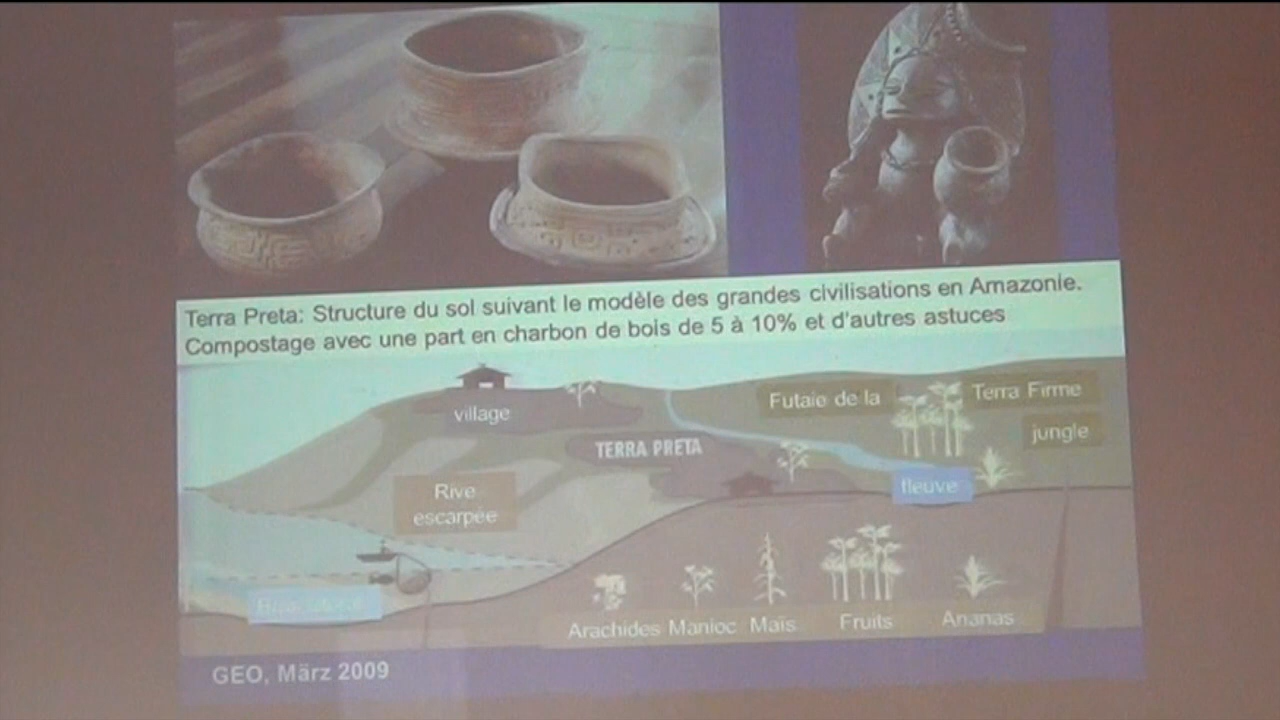 Terra Preta: Structure du sol suivant le modèle des grandes civilisations en Amazonie.
Compostage avec une part en charbon de bois de 5 à 10% et d'autres astuces
village
Futaie de la
Terra Firme
jungle
TERRA PRETA
fleuve
Rive
escarpée
Arachides
Manioc
Maïs
Fruits
Ananas
GEO, März 2009